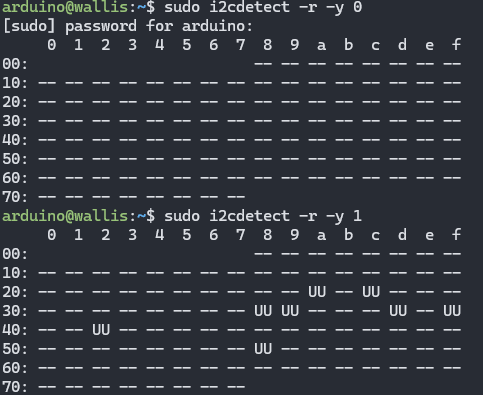 arduino@wallis:~$ sudo i2cdetect -r -y 0
[sudo] password for arduino:
     0  1  2  3  4  5  6  7  8  9  a  b  c  d  e  f
00:                         -- -- -- -- -- -- -- --
10: -- -- -- -- -- -- -- -- -- -- -- -- -- -- -- --
20: -- -- -- -- -- -- -- -- -- -- -- -- -- -- -- --
30: -- -- -- -- -- -- -- -- -- -- -- -- -- -- -- --
40: -- -- -- -- -- -- -- -- -- -- -- -- -- -- -- --
50: -- -- -- -- -- -- -- -- -- -- -- -- -- -- -- --
60: -- -- -- -- -- -- -- -- -- -- -- -- -- -- -- --
70: -- -- -- -- -- -- -- --
arduino@wallis:~$ sudo i2cdetect -r -y 1
     0  1  2  3  4  5  6  7  8  9  a  b  c  d  e  f
00:                         -- -- -- -- -- -- -- --
10: -- -- -- -- -- -- -- -- -- -- -- -- -- -- -- --
20: -- -- -- -- -- -- -- -- -- -- UU -- UU -- -- --
30: -- -- -- -- -- -- -- -- UU UU -- -- -- UU -- UU
40: -- -- UU -- -- -- -- -- -- -- -- -- -- -- -- --
50: -- -- -- -- -- -- -- -- UU -- -- -- -- -- -- --
60: -- -- -- -- -- -- -- -- -- -- -- -- -- -- -- --
70: -- -- -- -- -- -- -- --